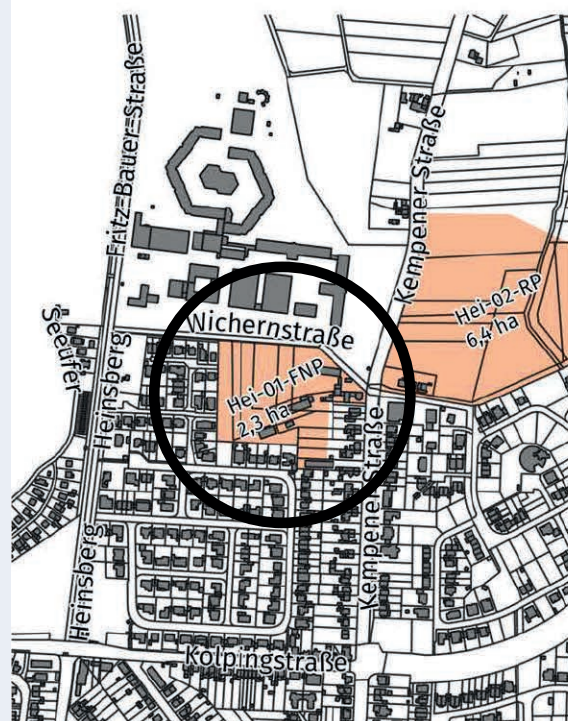 Fritz-Bauer-Straße
Kempener Straße
Hei-02-RP
6,4 ha
Seeufer
Heinsberg
Nichernstraße
Hei-01-FNP
2,3 ha
Kempener Straße
Heinsberg
Kolpingstraße